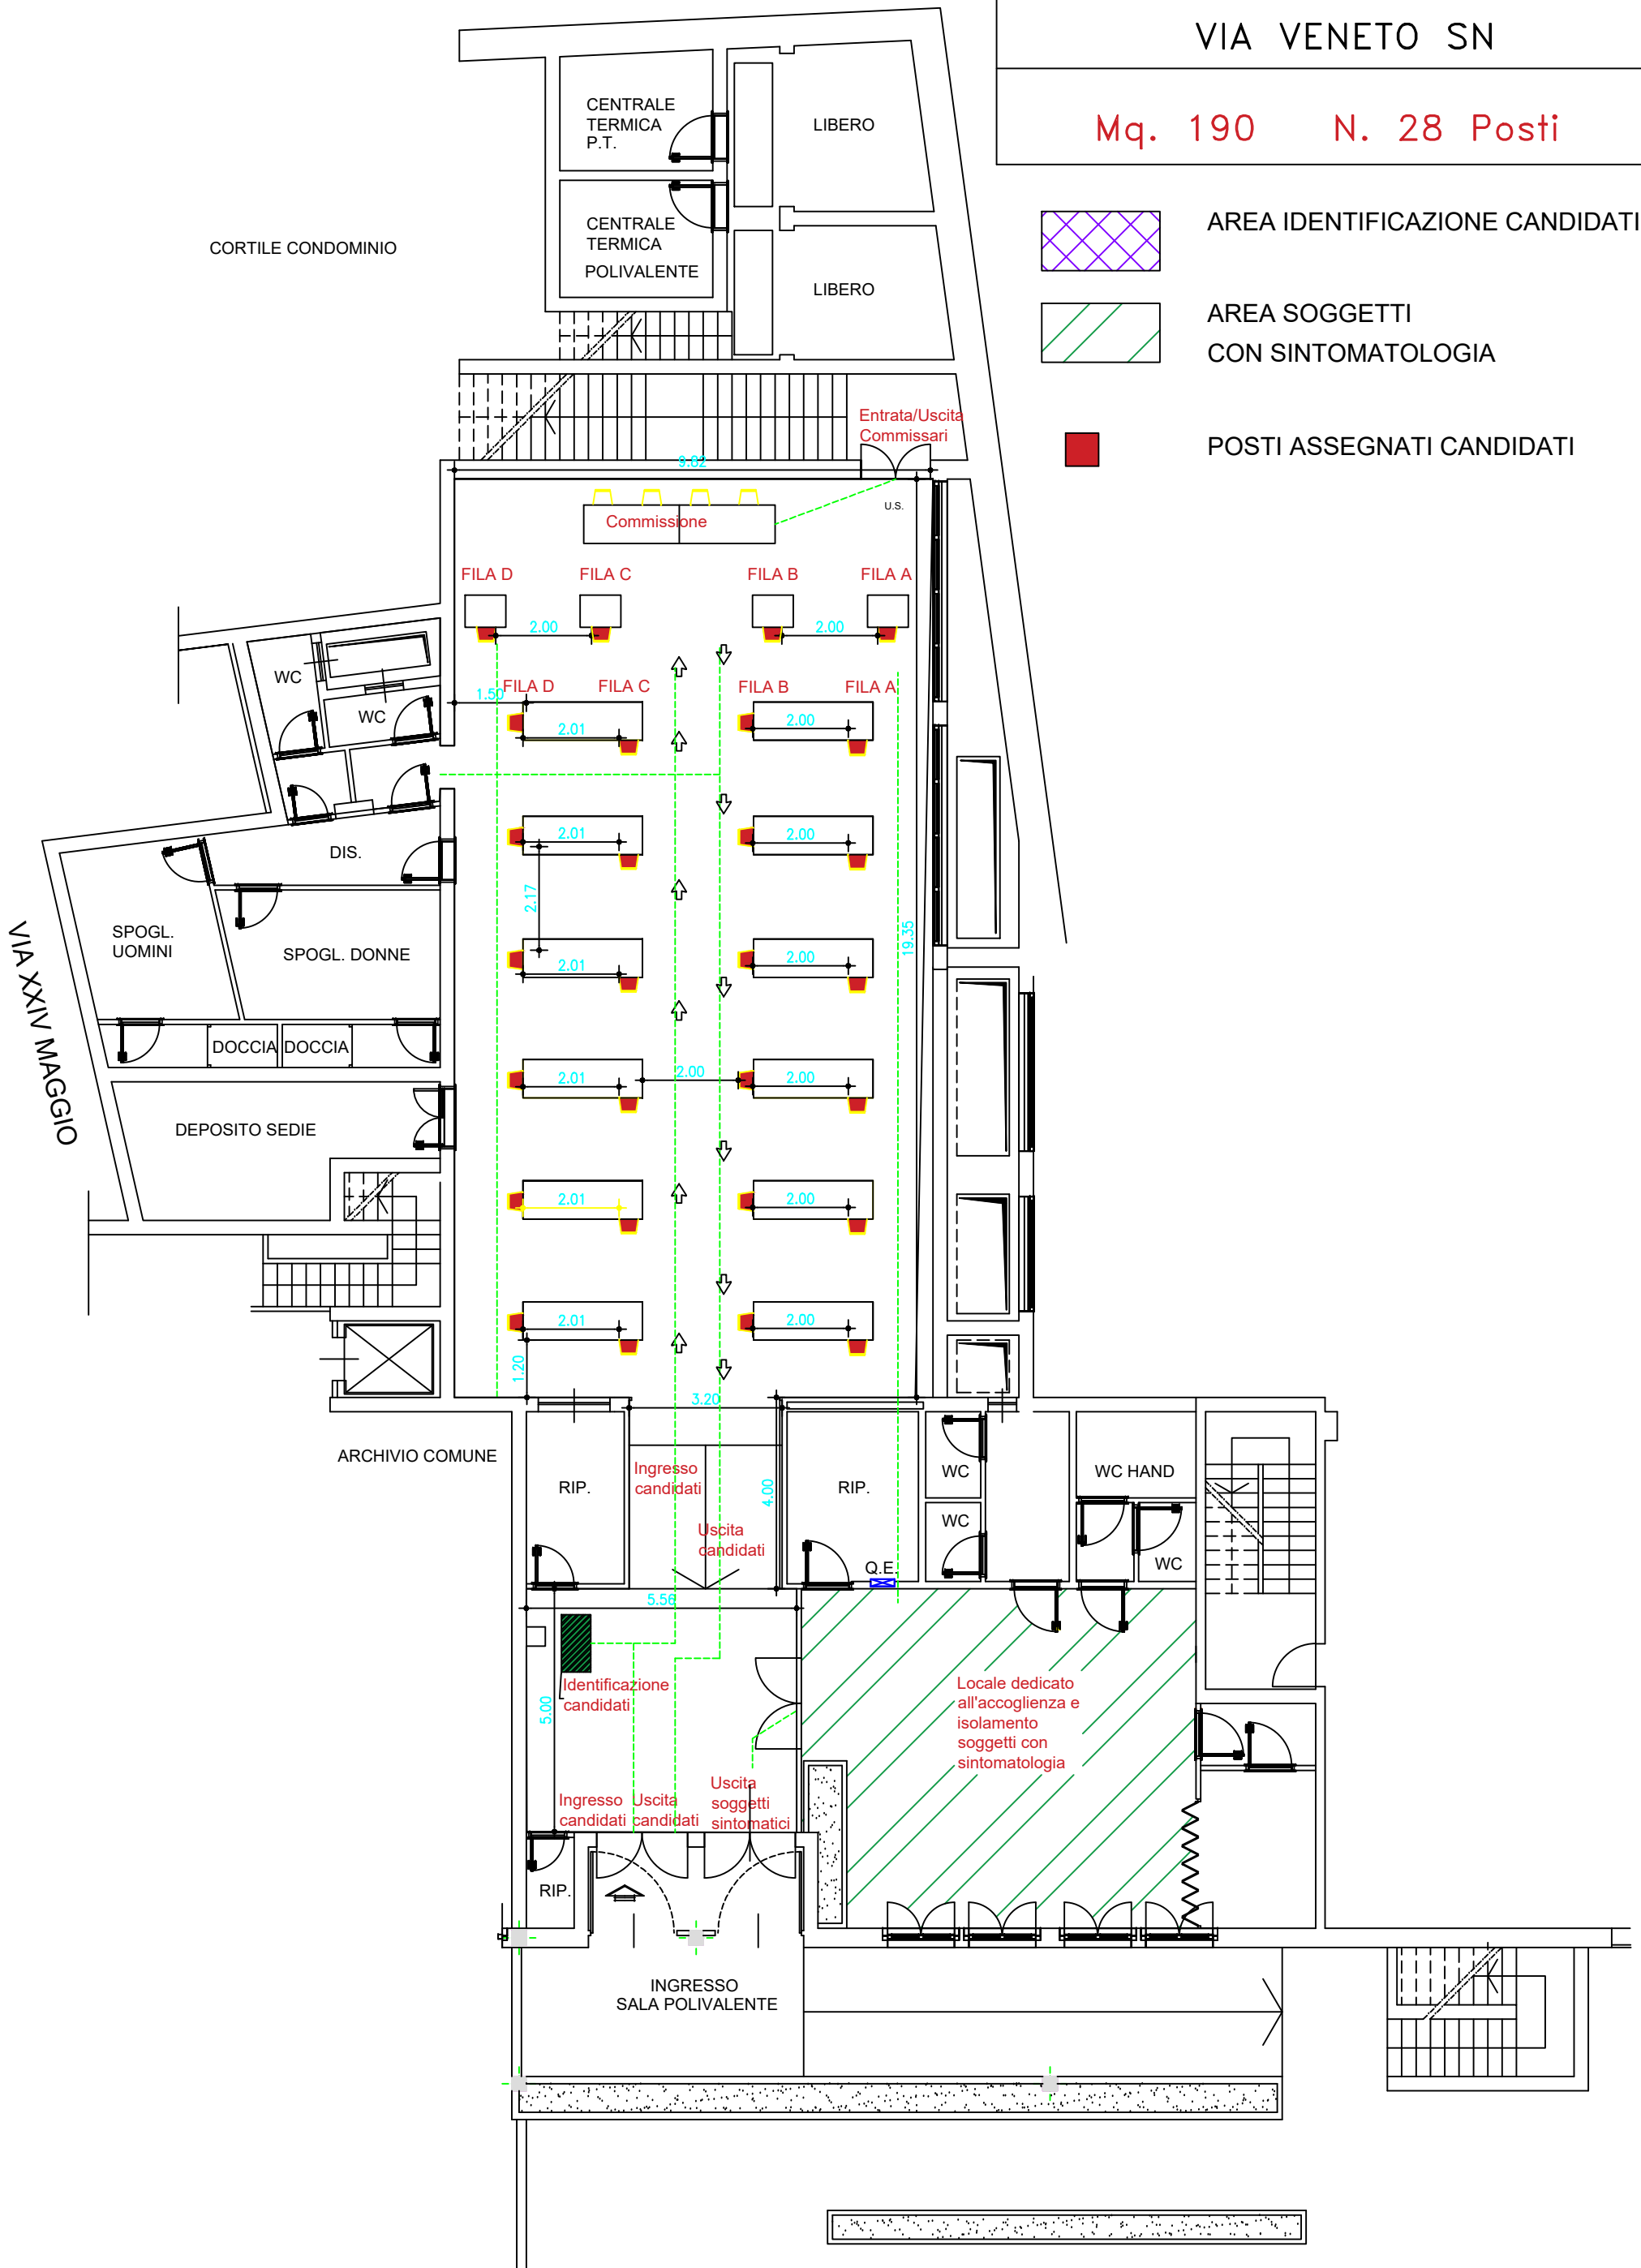 VIA VENETO SN
Mq. 190 N. 28 Posti
AREA IDENTIFICAZIONE CANDIDATI
AREA SOGGETTI
CON SINTOMATOLOGIA
POSTI ASSEGNATI CANDIDATI
CENTRALE
TERMICA
P.T.
LIBERO
CENTRALE
TERMICA
POLIVALENTE
LIBERO
CORTILE CONDOMINIO
Entrata/Uscita
Commissari
9.82
U.S.
Commissione
FILA D FILA C FILA B FILA A
2.00 2.00
FILA D FILA C FILA B FILA A
1.50
2.01 2.00
WC
WC
2.01 2.00
DIS.
2.17
19.35
SPOGL.
UOMINI
SPOGL. DONNE
2.01 2.00
VIA XXIV MAGGIO
DOCCIA DOCCIA
2.01 2.00 2.00
DEPOSITO SEDIE
2.01 2.00
2.01 2.00
1.20
3.20
ARCHIVIO COMUNE
RIP.
Ingresso
candidati
4.00
RIP.
WC
WC HAND
Uscita
candidati
WC
WC
Q.E.
5.56
Identificazione
candidati
5.00
Locale dedicato
all'accoglienza e
isolamento
soggetti con
sintomatologia
Ingresso
candidati
Uscita
candidati
Uscita
soggetti
sintomatici
RIP.
INGRESSO
SALA POLIVALENTE